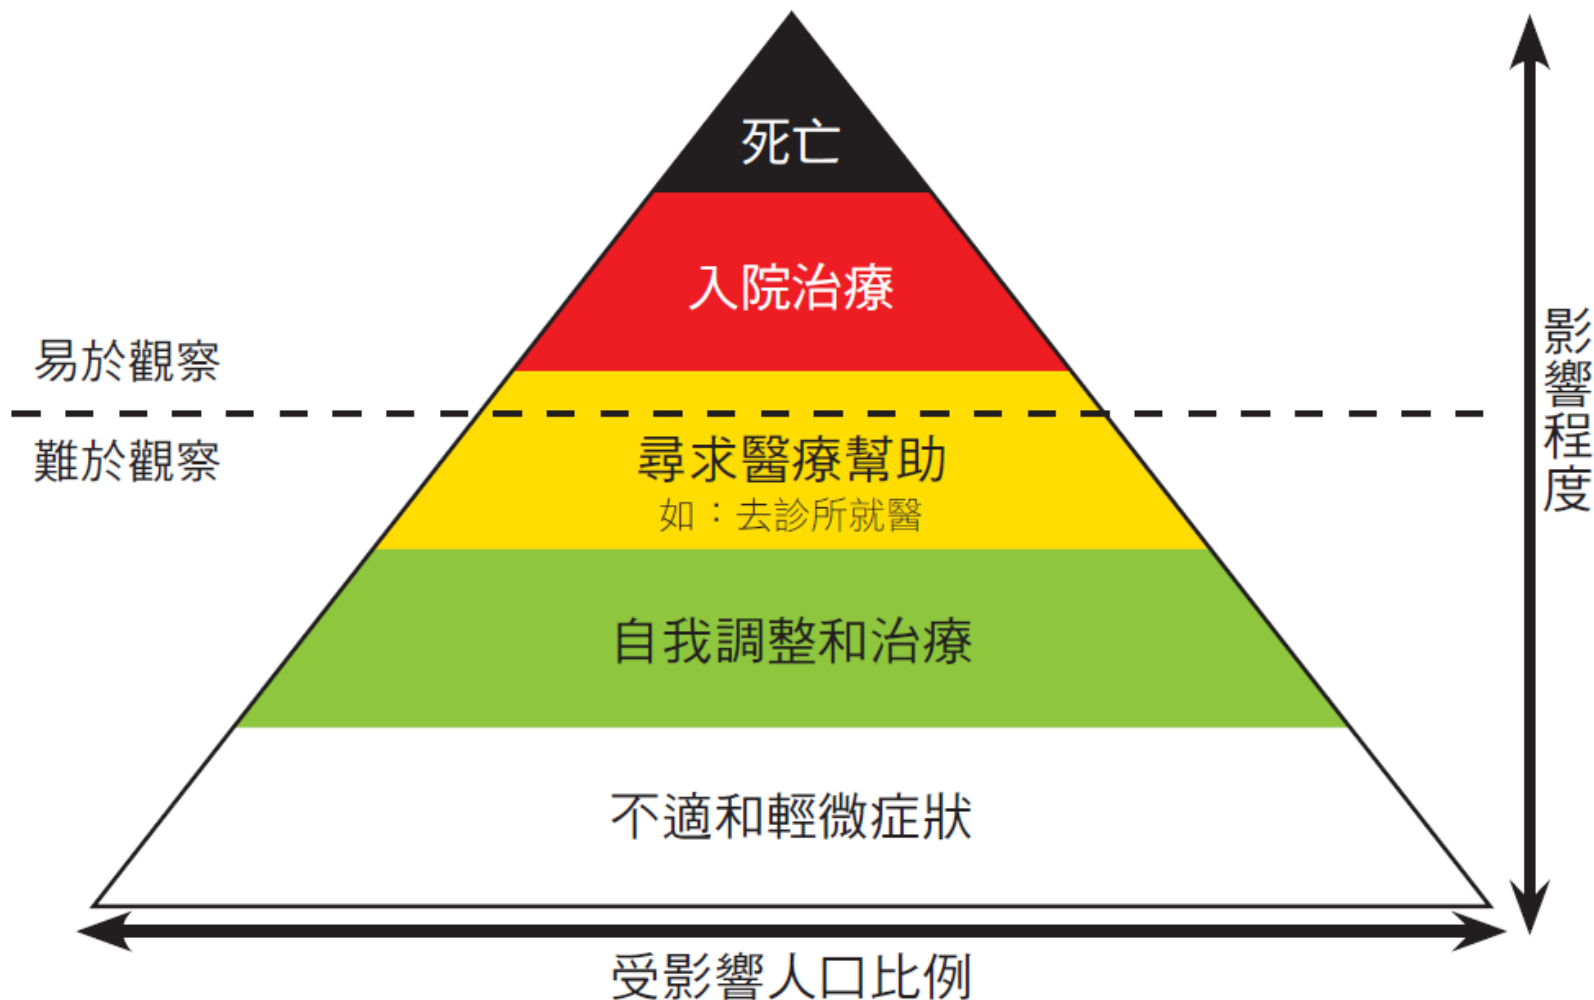 死亡
入院治療
易於觀察
難於觀察
尋求醫療幫助
如：去診所就醫
自我調整和治療
不適和輕微症狀
影響程度
受影響人口比例